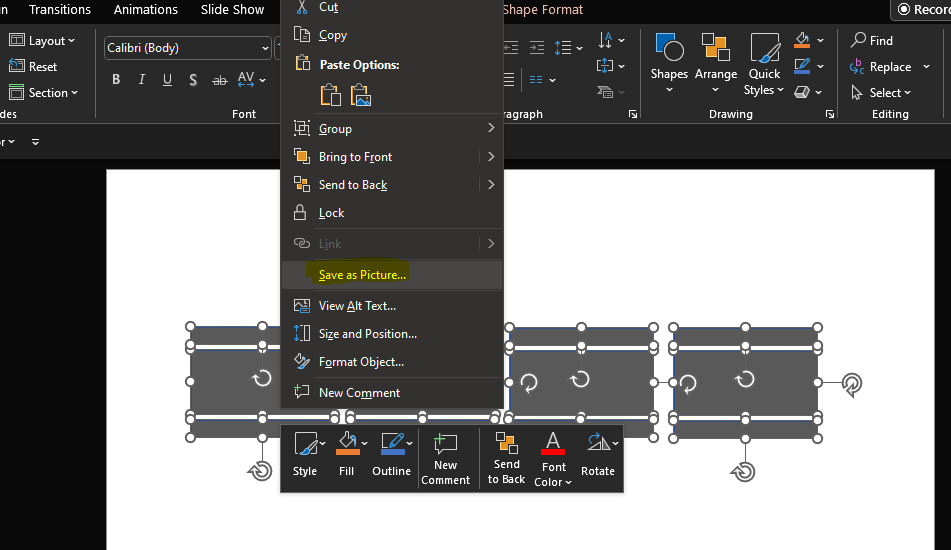 Transitions
Animations
Slide Show
Shape Format
Record
Layout
Reset
Section
Calibri (Body)
B I U S ab AV
Font
Cut
Copy
Paste Options:
Group
Bring to Front
Send to Back
Lock
Link
Save as Picture...
View Alt Text...
Size and Position...
Format Object...
New Comment
Shapes
Arrange
Quick
Styles
Drawing
Find
Replace
Select
Editing
Style
Fill
Outline
New
Comment
Send
to Back
A
Font
Color
Rotate